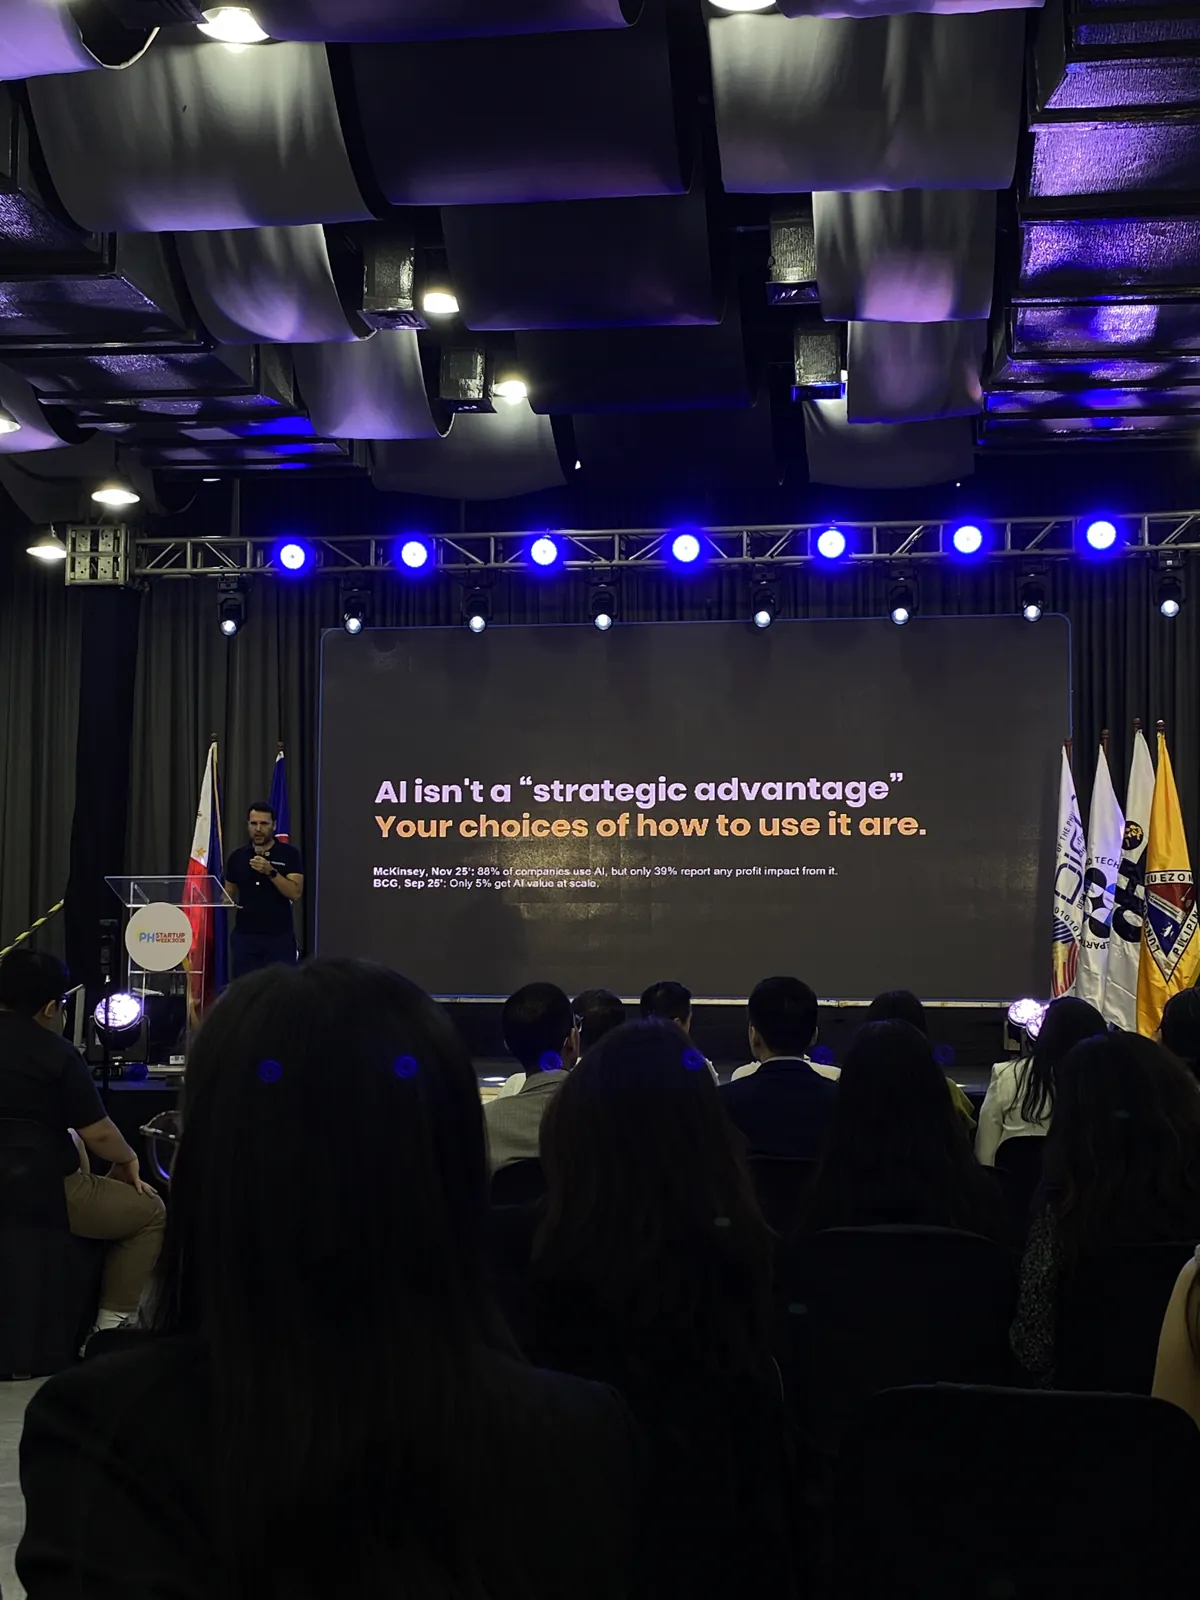 AI isn't a “strategic advantage”
Your choices of how to use it are.
McKinsey, Nov 25': 88% of companies use AI, but only 39% report any profit impact from it.
BCG, Sep 25': Only 5% get AI value at scale.
PH STARTUP
WEEK 2025
QUEZON